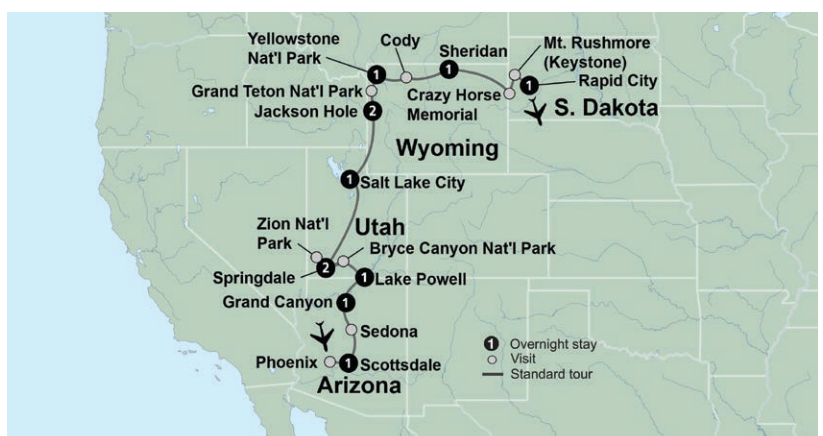 Yellowstone
Nat'l Park
1
Cody
Sheridan
1
Mt. Rushmore
(Keystone)
1
Rapid City
Grand Teton Nat'l Park
Jackson Hole
2
Crazy Horse
Memorial
S. Dakota
Wyoming
1
Salt Lake City
Utah
Zion Nat'l
Park
Bryce Canyon Nat'l Park
Springdale
2
1
Lake Powell
Grand Canyon
1
Sedona
Phoenix
1
Scottsdale
Arizona
1 Overnight stay
Visit
Standard tour